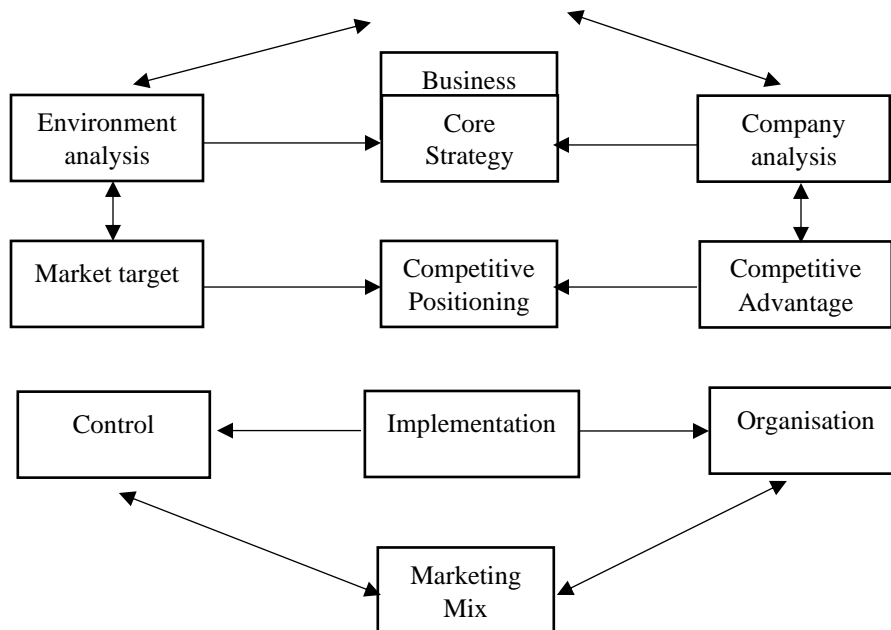 Business
Environment
analysis
Core
Strategy
Company
analysis
Market target
Competitive
Positioning
Competitive
Advantage
Control
Implementation
Organisation
Marketing
Mix